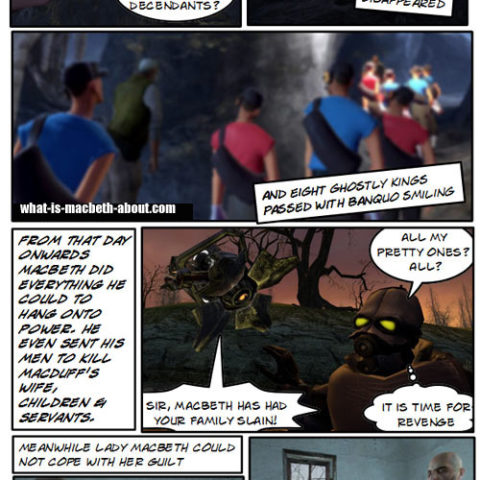 DECENDANTS?
DISAPPEARED
what-is-macbeth-about.com
AND EIGHT GHOSTLY KINGS
PASSED WITH BANQUO SMILING
FROM THAT DAY
ONWARDS
MACBETH DID
EVERYTHING HE
COULD TO
HANG ONTO
POWER. HE
EVEN SENT HIS
MEN TO KILL
MACDUFF'S
WIFE,
CHILDREN &
SERVANTS.
SIR, MACBETH HAS HAD
YOUR FAMILY SLAIN!
ALL MY
PRETTY ONES?
ALL?
IT IS TIME FOR
REVENGE
MEANWHILE LADY MACBETH COULD
NOT COPE WITH HER GUILT